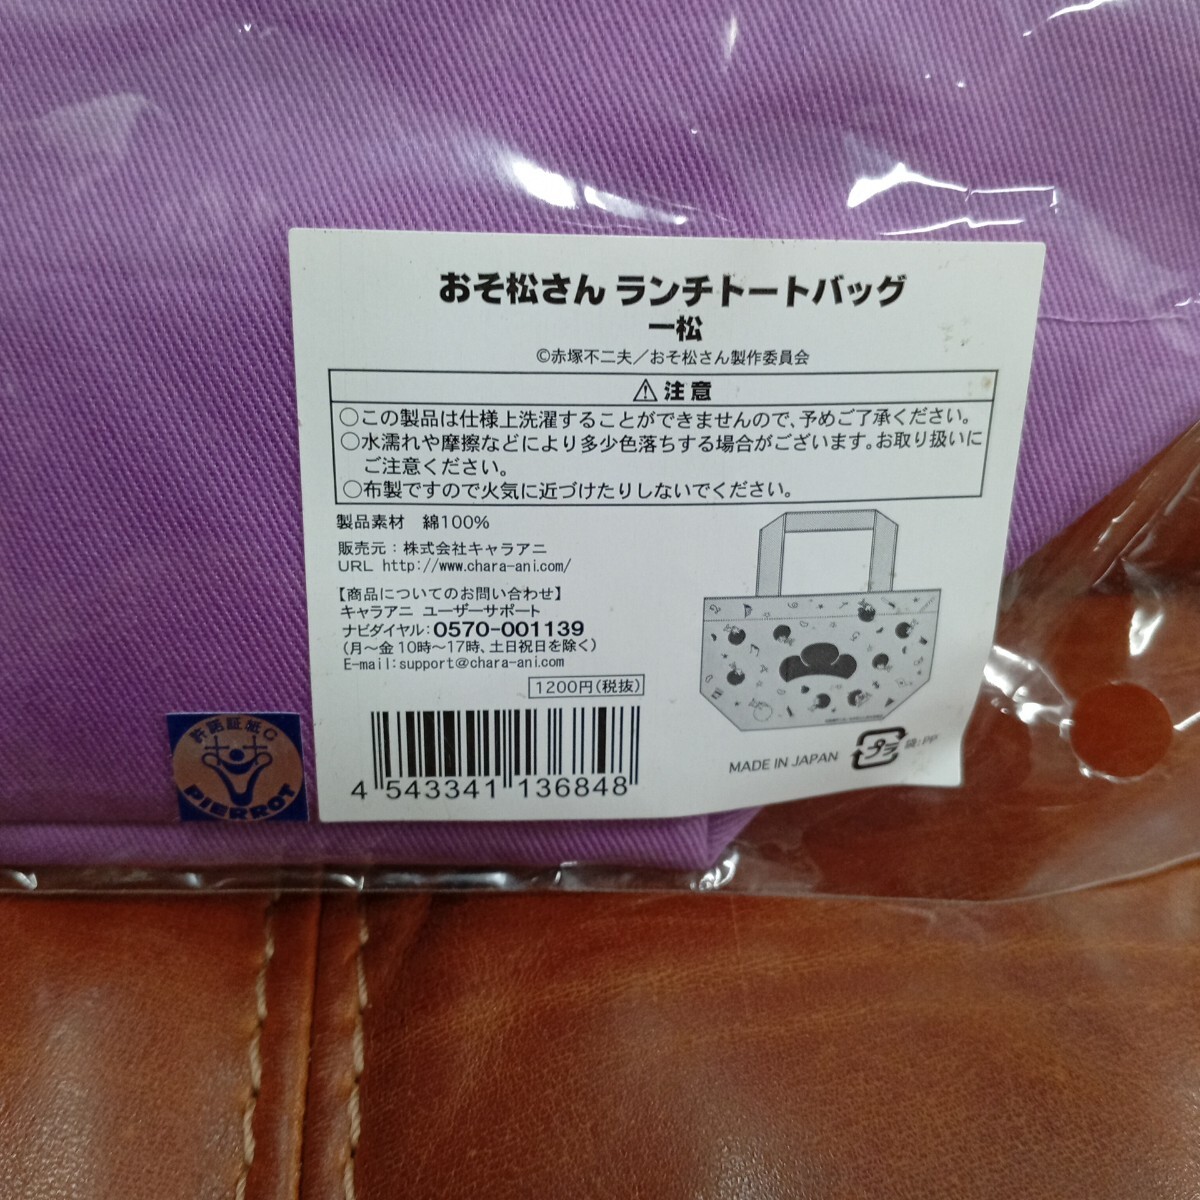 おそ松さん ランチトートバッグ
一松
©赤塚不二夫／おそ松さん製作委員会
注意
○この製品は仕様上洗濯することができませんので、予めご了承ください。
○水濡れや摩擦などにより多少色落ちする場合がございます。お取り扱いに
ご注意ください。
○布製ですので火気に近づけたりしないでください。
製品素材　綿100%
販売元：株式会社キャラアニ
URL http://www.chara-ani.com/
【商品についてのお問い合わせ】
キャラアニ ユーザーサポート
ナビダイヤル：0570-001139
（月〜金 10時〜17時、土日祝日を除く）
E-mail:support@chara-ani.com
1200円（税抜）
4 543341 136848
MADE IN JAPAN
プラ
袋:PP
許諾証紙C
PIERROT